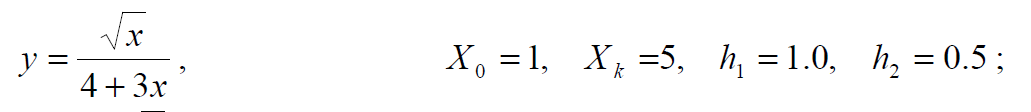 y = √x / (4 + 3x), X₀ = 1, Xₖ = 5, h₁ = 1.0, h₂ = 0.5 ;